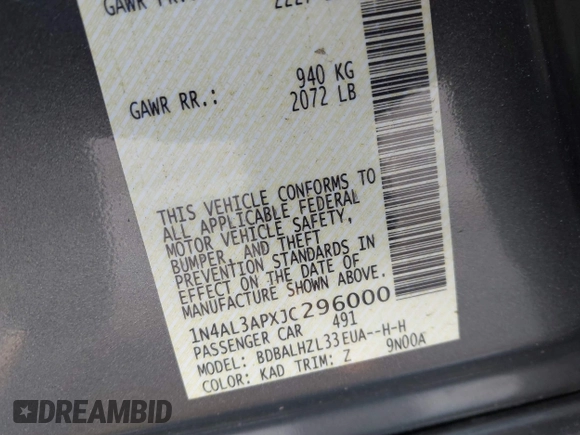 GAWR
940 KG
GAWR RR.: 2072 LB
THIS VEHICLE CONFORMS TO
ALL APPLICABLE FEDERAL
MOTOR VEHICLE SAFETY,
BUMPER, AND THEFT
PREVENTION STANDARDS IN
EFFECT ON THE DATE OF
MANUFACTURE SHOWN ABOVE.
1N4AL3APXJC296000
PASSENGER CAR 491
MODEL: BDBALHZL33EUA--H-H
COLOR: KAD TRIM: Z 9N00A
DREAMBID